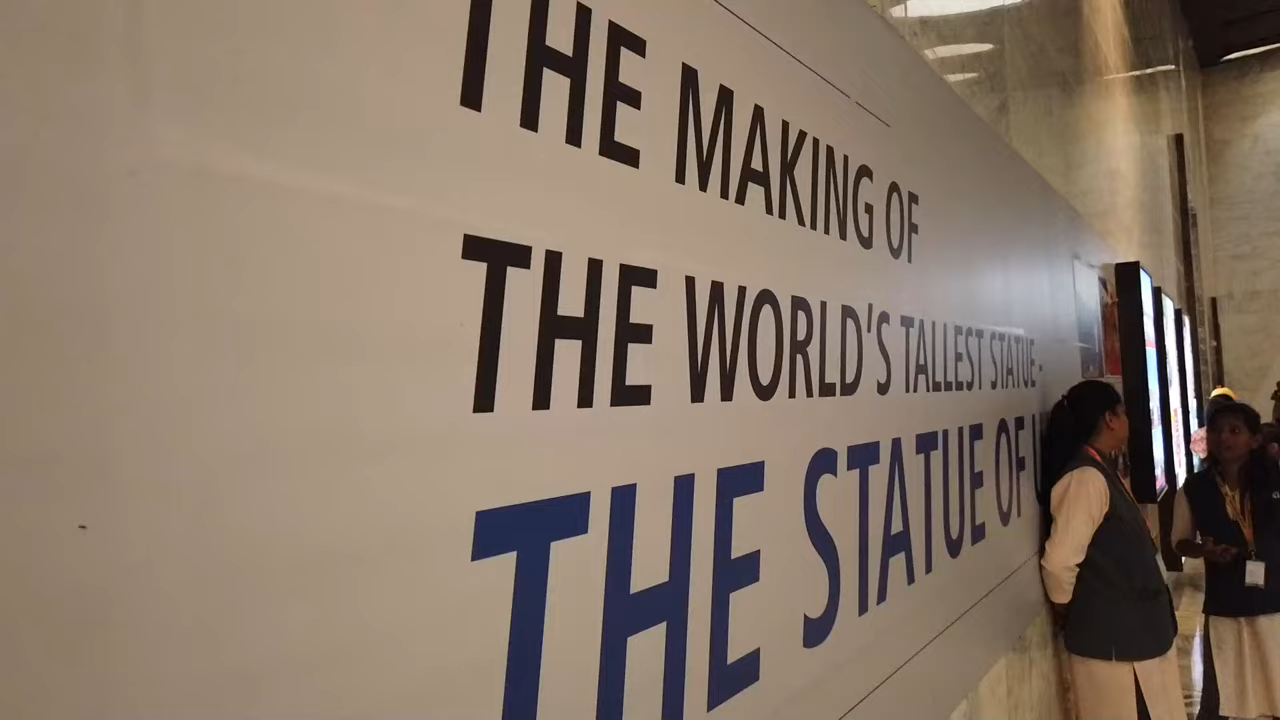 THE MAKING OF
THE WORLD'S TALLEST STATUE -
THE STATUE OF U